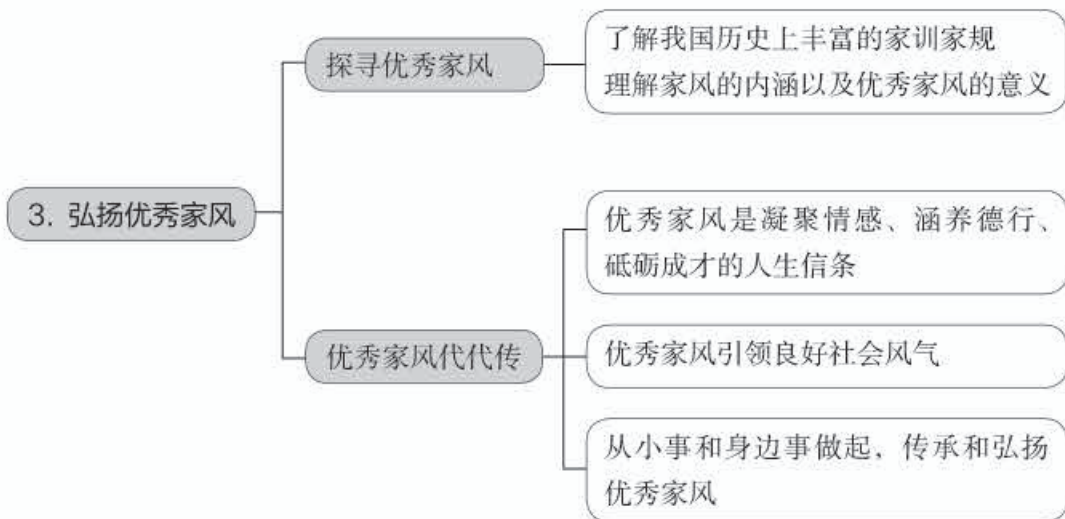 3. 弘扬优秀家风
探寻优秀家风
了解我国历史上丰富的家训家规
理解家风的内涵以及优秀家风的意义
优秀家风代代传
优秀家风是凝聚情感、涵养德行、
砥砺成才的人生信条
优秀家风引领良好社会风气
从小事和身边事做起，传承和弘扬
优秀家风